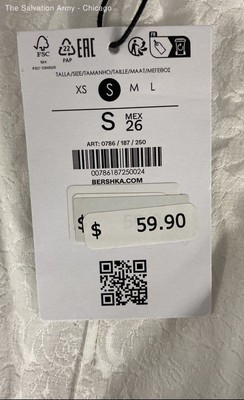 The Salvation Army - Chicago
FSC
MIX
22
PAP
EAC
TALLA/SIZE/TAMANHO/TAILLE/MAAT/МЕГЕΘΟΣ
XS S M L
S MEX 26
ART: 0786 / 187 / 250
00786187250024
BERSHKA.COM
$ 59.90